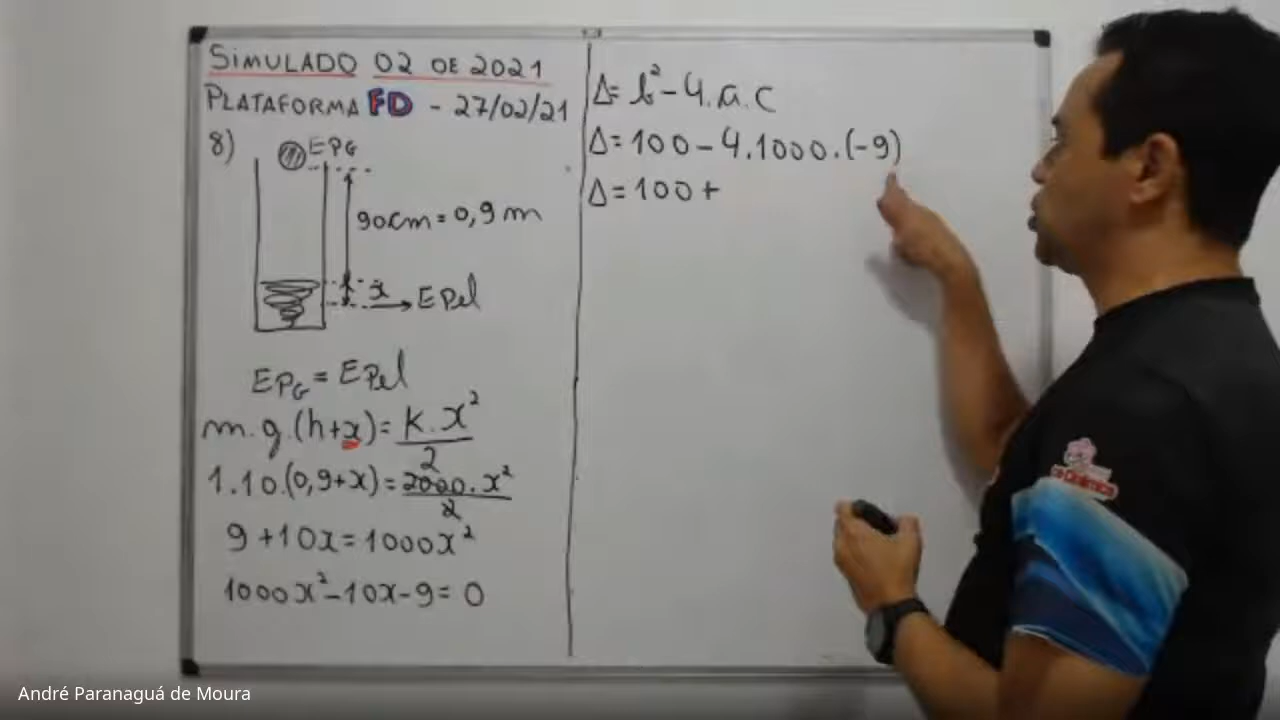 SIMULADO 02 DE 2021
PLATAFORMA FD - 27/02/21
8)
EPG
90cm = 0,9 m
x
EPel
EPG = EPel
m.g.(h+x) = K.x²/2
1.10.(0,9+x) = 2000.x²/2
9+10x = 1000x²
1000x²-10x-9 = 0
Δ = b²-4.a.c
Δ = 100-4.1000.(-9)
Δ = 100+
André Paranaguá de Moura